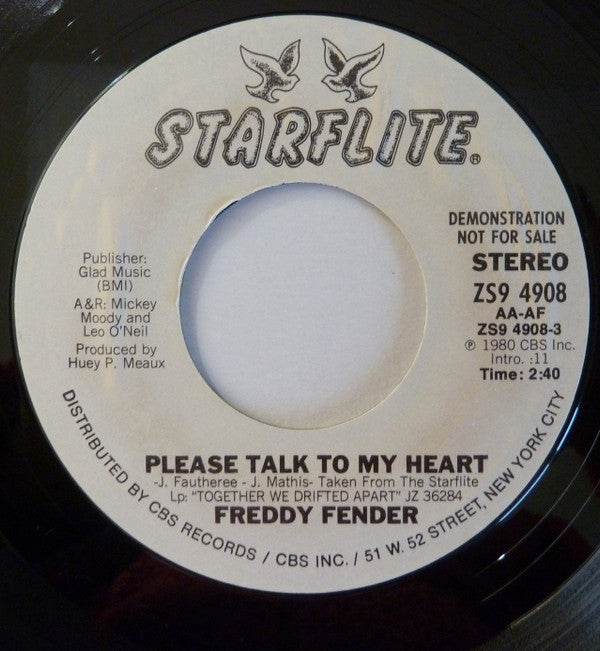 STARFLITE.
Publisher:
Glad Music
(BMI)
A&R: Mickey
Moody and
Leo O'Neil
Produced by
Huey P. Meaux
DEMONSTRATION
NOT FOR SALE
STEREO
ZS9 4908
AA-AF
ZS9 4908-3
℗ 1980 CBS Inc.
Intro. :11
Time: 2:40
PLEASE TALK TO MY HEART
-J. Fautheree - J. Mathis- Taken From The Starflite
Lp: "TOGETHER WE DRIFTED APART" JZ 36284
FREDDY FENDER
DISTRIBUTED BY CBS RECORDS / CBS INC. / 51 W. 52 STREET, NEW YORK CITY